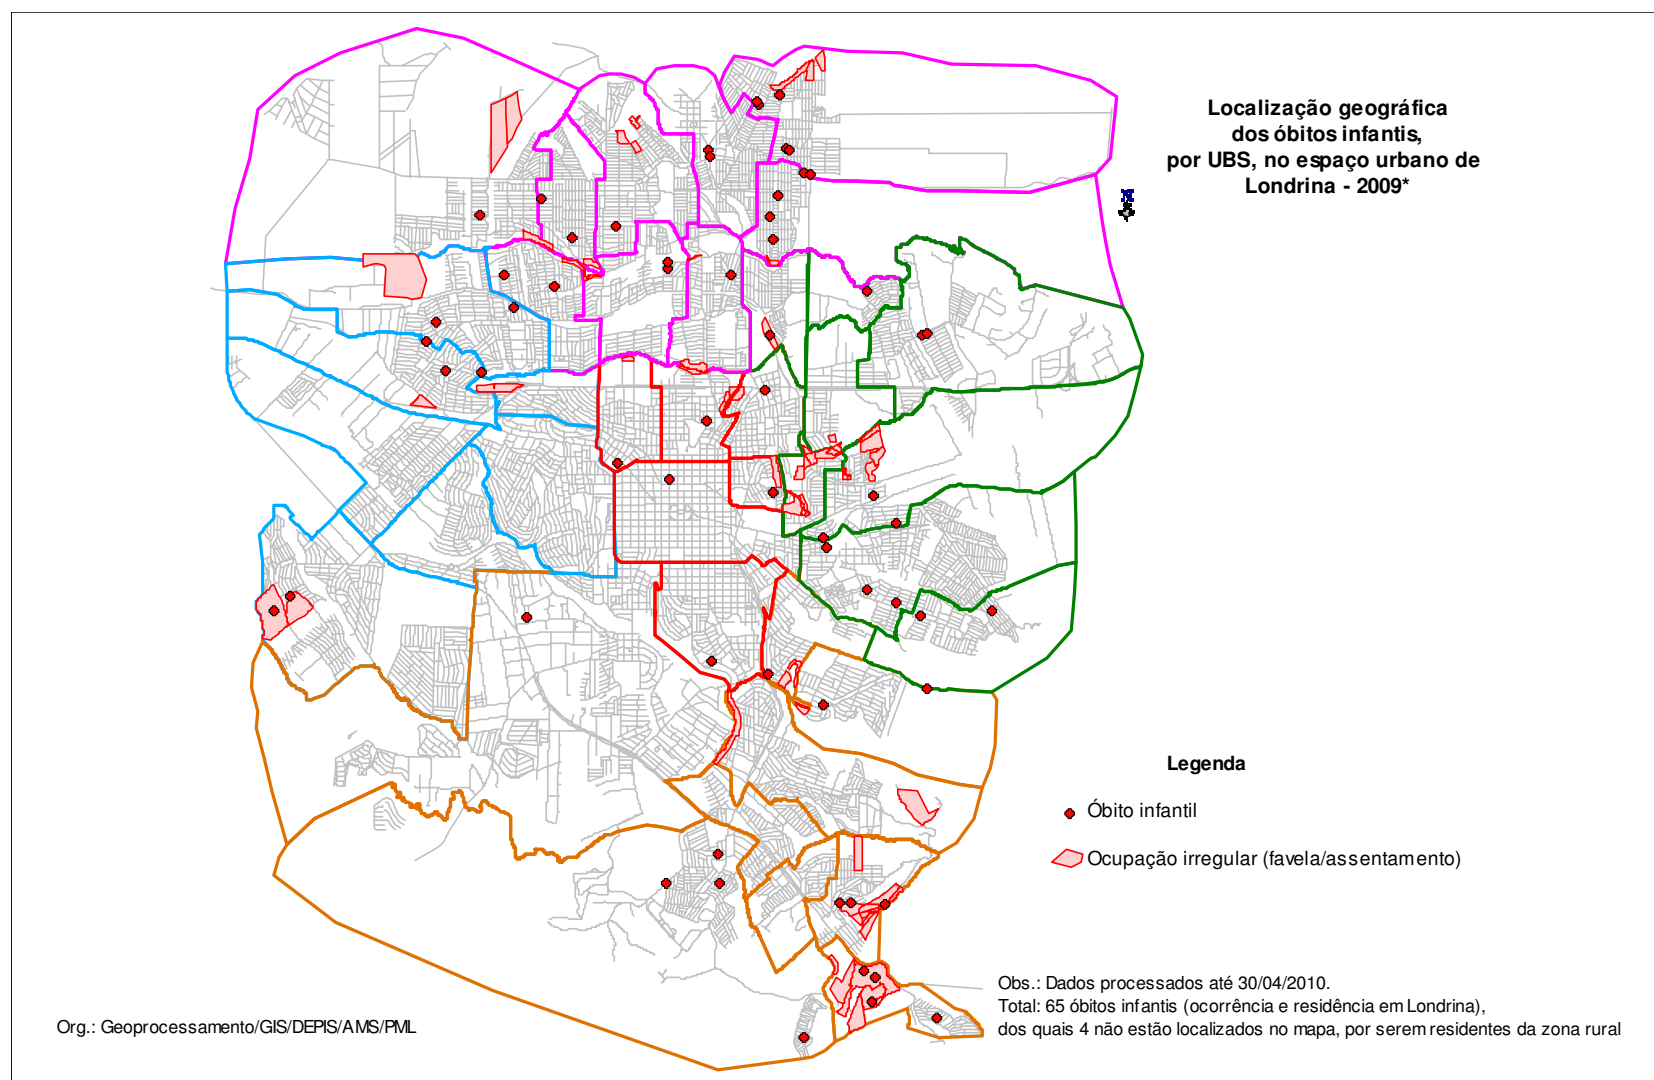 Localização geográfica
dos óbitos infantis,
por UBS, no espaço urbano de
Londrina - 2009*
Legenda
Óbito infantil
Ocupação irregular (favela/assentamento)
Obs.: Dados processados até 30/04/2010.
Total: 65 óbitos infantis (ocorrência e residência em Londrina),
dos quais 4 não estão localizados no mapa, por serem residentes da zona rural
Org.: Geoprocessamento/GIS/DEPIS/AMS/PML